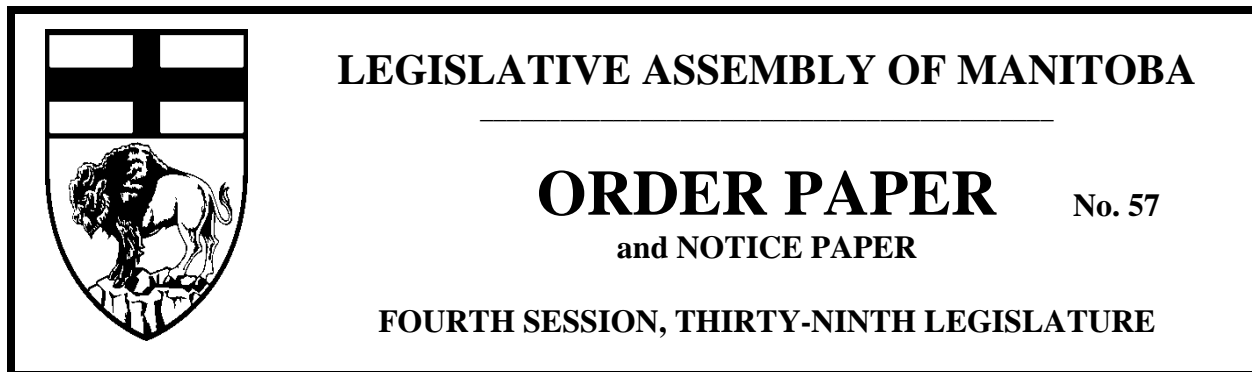 LEGISLATIVE ASSEMBLY OF MANITOBA
ORDER PAPER No. 57
and NOTICE PAPER
FOURTH SESSION, THIRTY-NINTH LEGISLATURE